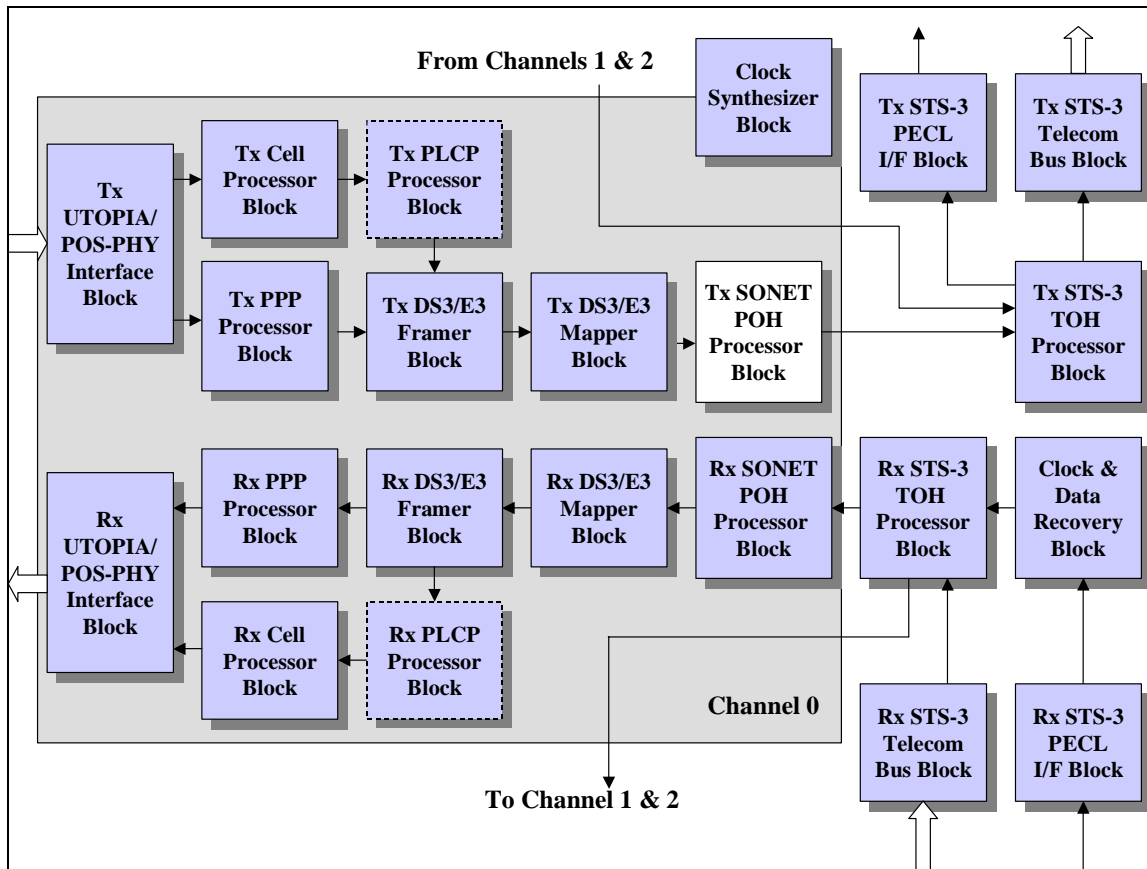 From Channels 1 & 2
Clock
Synthesizer
Block
Tx STS-3
PECL
I/F Block
Tx STS-3
Telecom
Bus Block
Tx
UTOPIA/
POS-PHY
Interface
Block
Tx Cell
Processor
Block
Tx PLCP
Processor
Block
Tx PPP
Processor
Block
Tx DS3/E3
Framer
Block
Tx DS3/E3
Mapper
Block
Tx SONET
POH
Processor
Block
Tx STS-3
TOH
Processor
Block
Rx
UTOPIA/
POS-PHY
Interface
Block
Rx PPP
Processor
Block
Rx DS3/E3
Framer
Block
Rx DS3/E3
Mapper
Block
Rx SONET
POH
Processor
Block
Rx STS-3
TOH
Processor
Block
Clock &
Data
Recovery
Block
Rx Cell
Processor
Block
Rx PLCP
Processor
Block
Channel 0
Rx STS-3
Telecom
Bus Block
Rx STS-3
PECL
I/F Block
To Channel 1 & 2